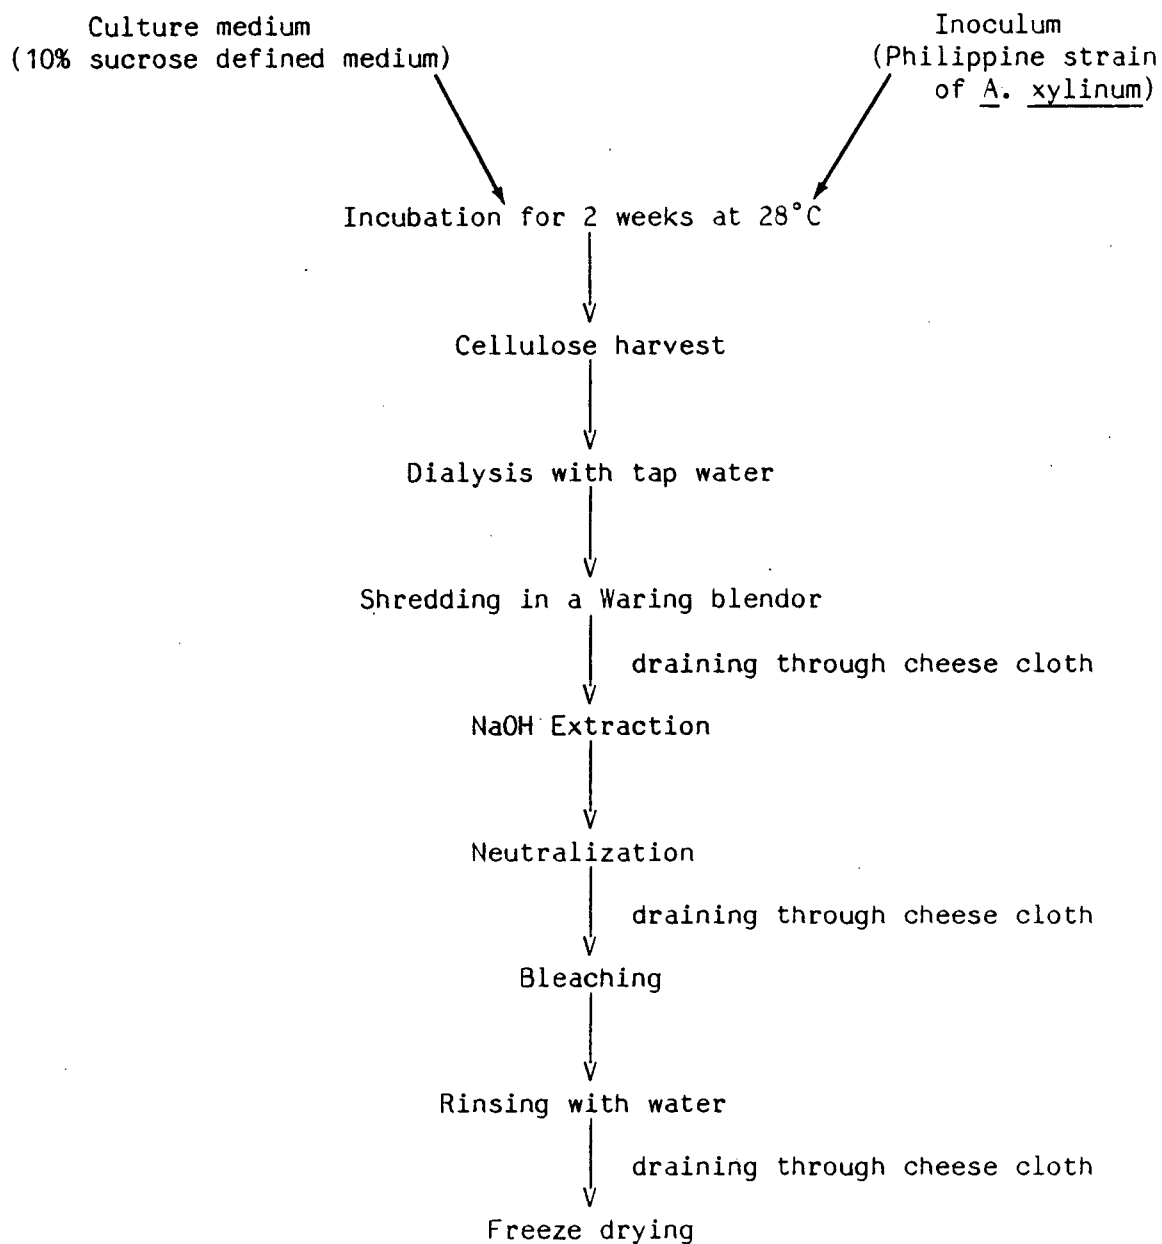 Culture medium
(10% sucrose defined medium)
Inoculum
(Philippine strain
of A. xylinum)
Incubation for 2 weeks at 28°C
Cellulose harvest
Dialysis with tap water
Shredding in a Waring blendor
draining through cheese cloth
NaOH Extraction
Neutralization
draining through cheese cloth
Bleaching
Rinsing with water
draining through cheese cloth
Freeze drying